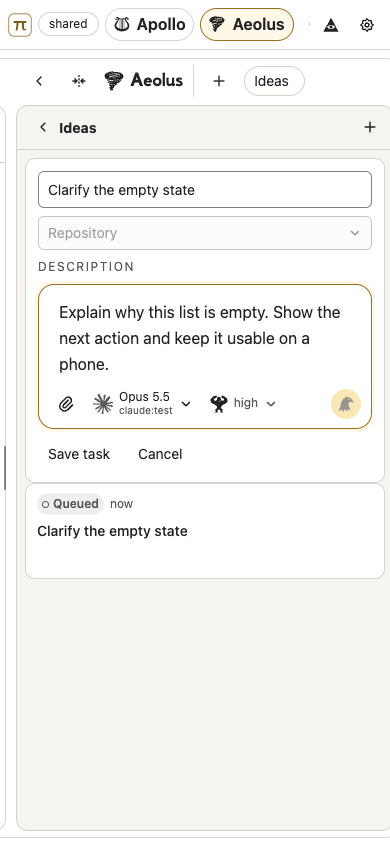 π shared Apollo Aeolus
Aeolus + Ideas
Ideas +
Clarify the empty state
Repository
DESCRIPTION
Explain why this list is empty. Show the
next action and keep it usable on a
phone.
Opus 5.5
claude:test
high
Save task Cancel
Queued now
Clarify the empty state